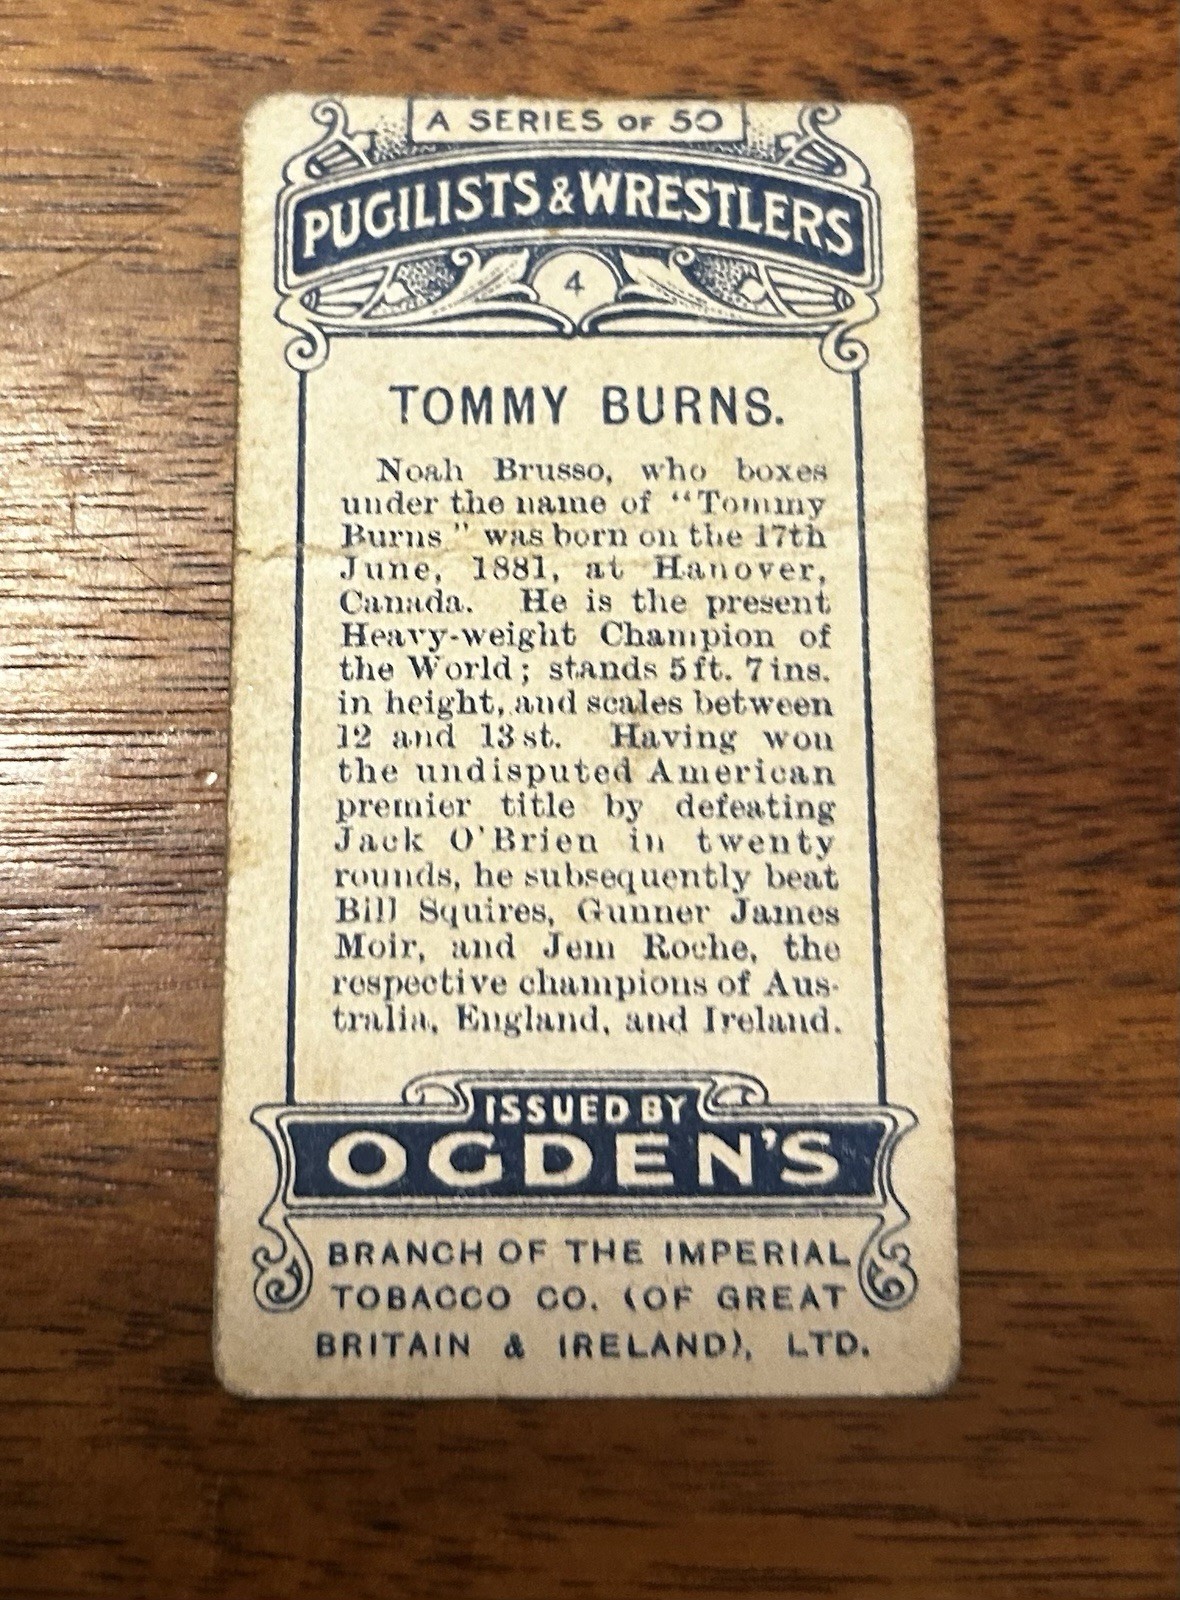 A SERIES OF 50
PUGILISTS & WRESTLERS
4
TOMMY BURNS.
Noah Brusso, who boxes
under the name of "Tommy
Burns" was born on the 17th
June, 1881, at Hanover,
Canada. He is the present
Heavy-weight Champion of
the World; stands 5 ft. 7 ins.
in height, and scales between
12 and 13 st. Having won
the undisputed American
premier title by defeating
Jack O'Brien in twenty
rounds, he subsequently beat
Bill Squires, Gunner James
Moir, and Jem Roche, the
respective champions of Aus-
tralia, England, and Ireland.
ISSUED BY
OGDEN'S
BRANCH OF THE IMPERIAL
TOBACCO CO. (OF GREAT
BRITAIN & IRELAND), LTD.